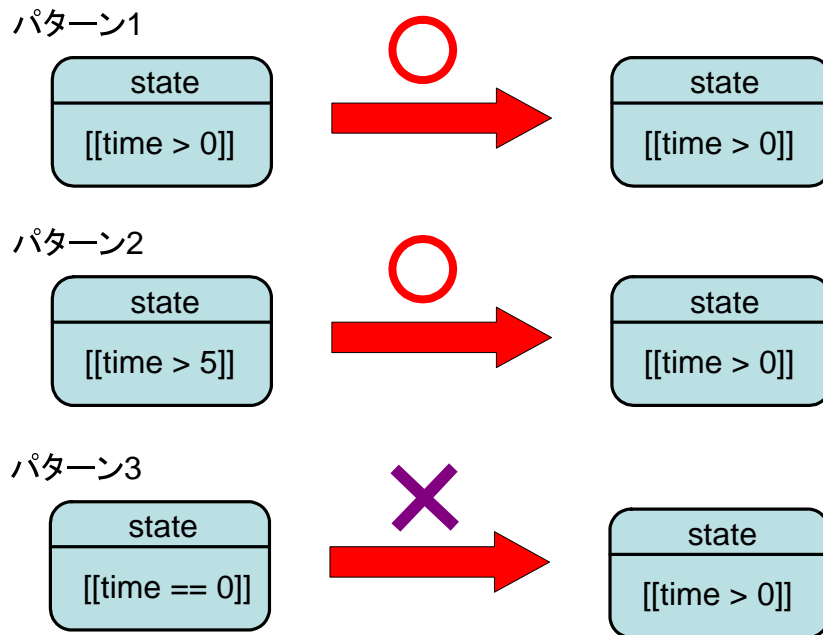 パターン1
state
state
[[time > 0]]
[[time > 0]]
パターン2
state
state
[[time > 5]]
[[time > 0]]
パターン3
state
state
[[time == 0]]
[[time > 0]]